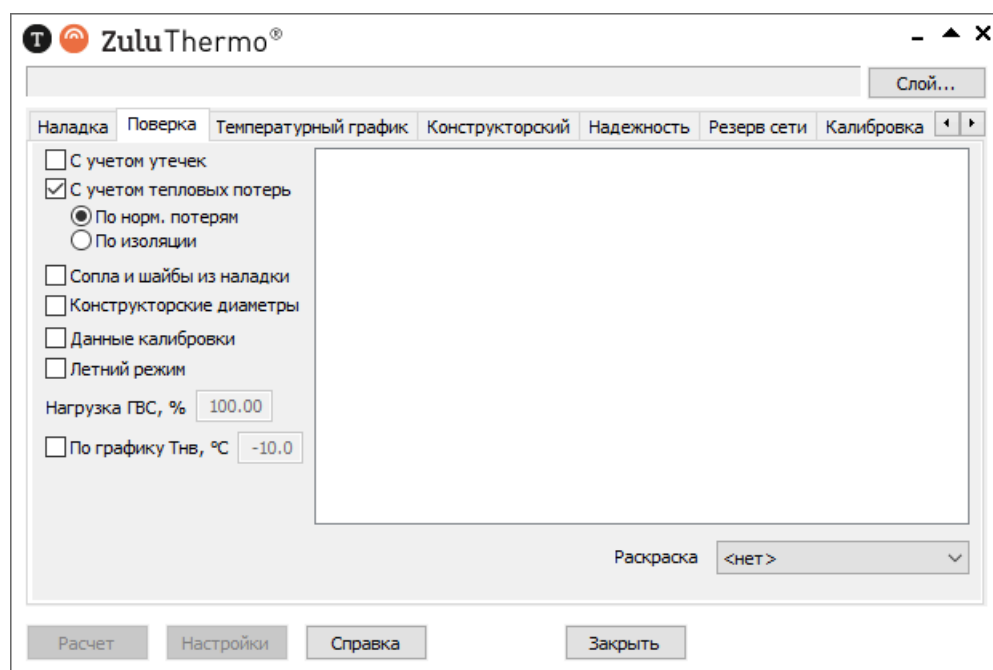 T ZuluThermo®
Слой...
Наладка Поверка Температурный график Конструкторский Надежность Резерв сети Калибровка
С учетом утечек
С учетом тепловых потерь
По норм. потерям
По изоляции
Сопла и шайбы из наладки
Конструкторские диаметры
Данные калибровки
Летний режим
Нагрузка ГВС, % 100.00
По графику Тнв, °С -10.0
Раскраска <нет>
Расчет Настройки Справка Закрыть